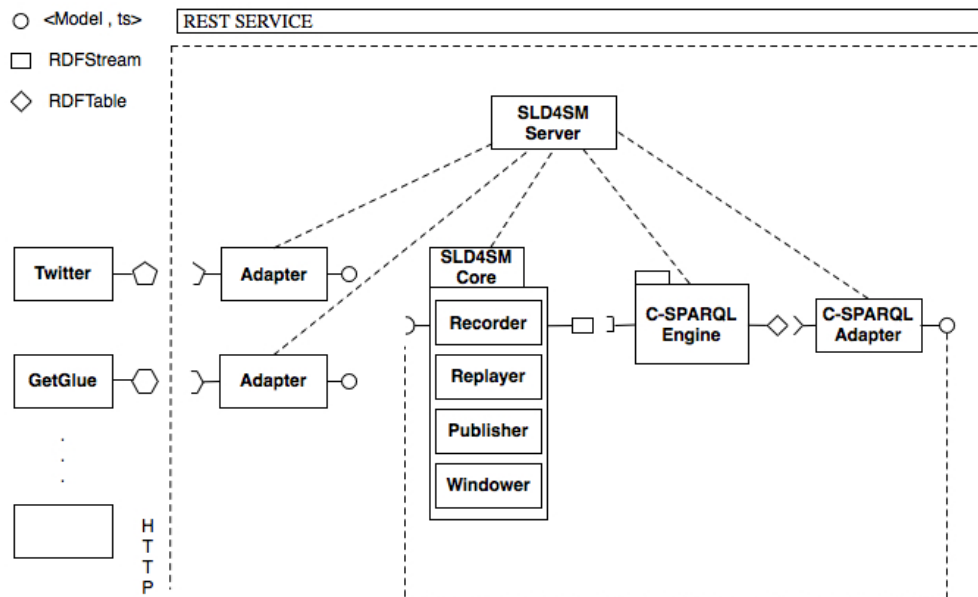 <Model , ts>
REST SERVICE
RDFStream
RDFTable
SLD4SM
Server
Twitter
Adapter
SLD4SM
Core
Recorder
C-SPARQL
Engine
C-SPARQL
Adapter
GetGlue
Adapter
Replayer
Publisher
Windower
.
.
.
H
T
T
P